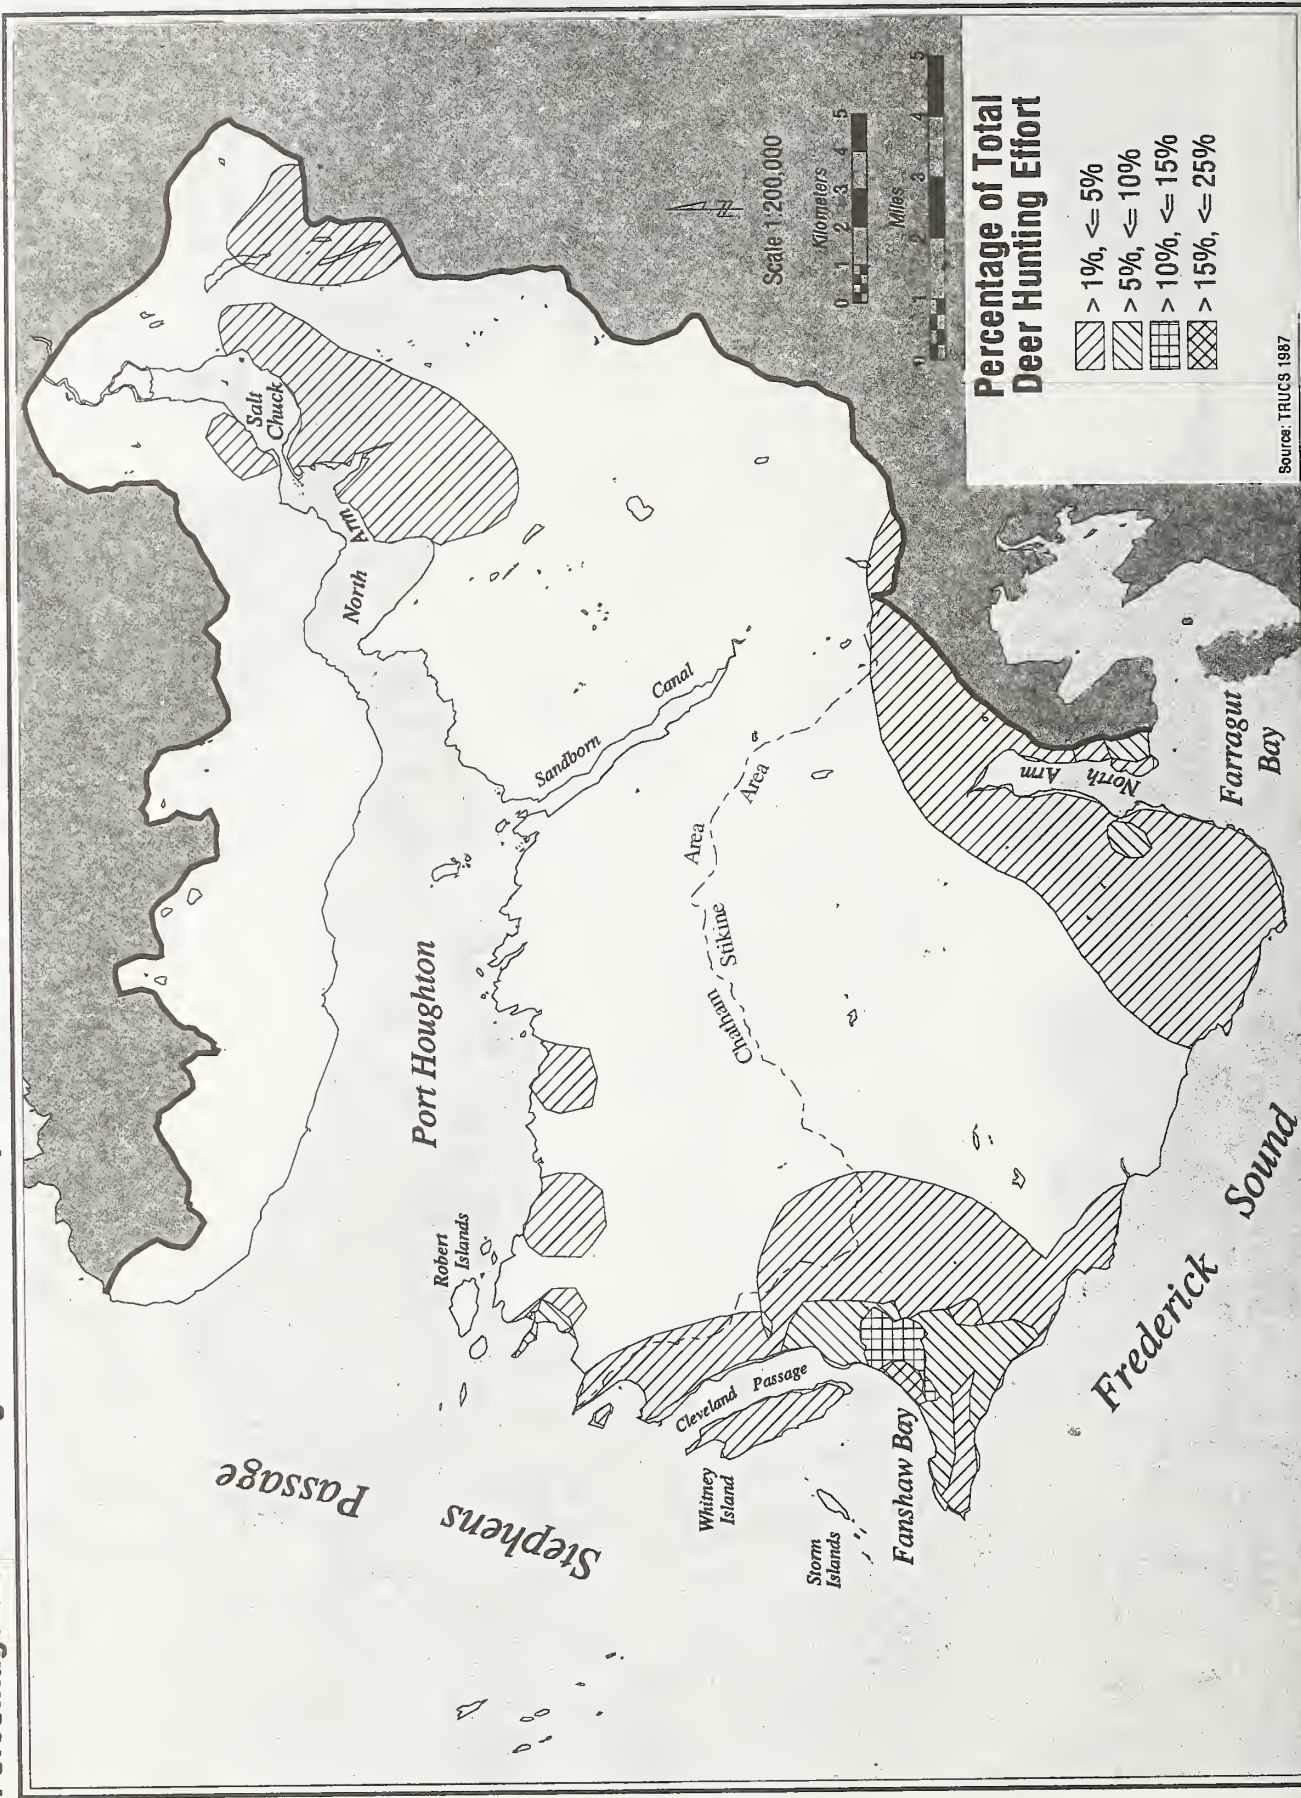 Percentage of Total
Deer Hunting Effort
> 1%, <= 5%
> 5%, <= 10%
> 10%, <= 15%
> 15%, <= 25%
Source: TRUCS 1987
Scale 1:200,000
Kilometers
0 1 2 3 4 5
Miles
0 1 2 3 4 5
Salt
Chuck
North Arm
Port Houghton
Sandborn Canal
Robert
Islands
Stephens
Passage
Chatham Area
Stikine Area
Cleveland Passage
Whitney
Island
Storm
Islands
Fanshaw Bay
North
Arm
Farragut
Bay
Frederick Sound